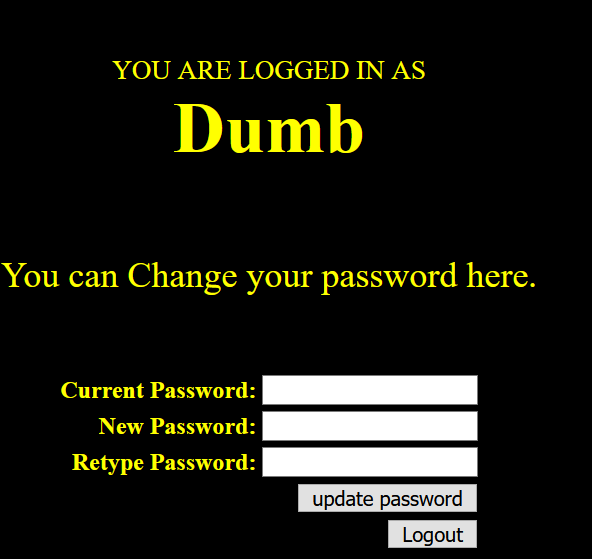 YOU ARE LOGGED IN AS
Dumb
You can Change your password here.
Current Password:
New Password:
Retype Password:
update password
Logout